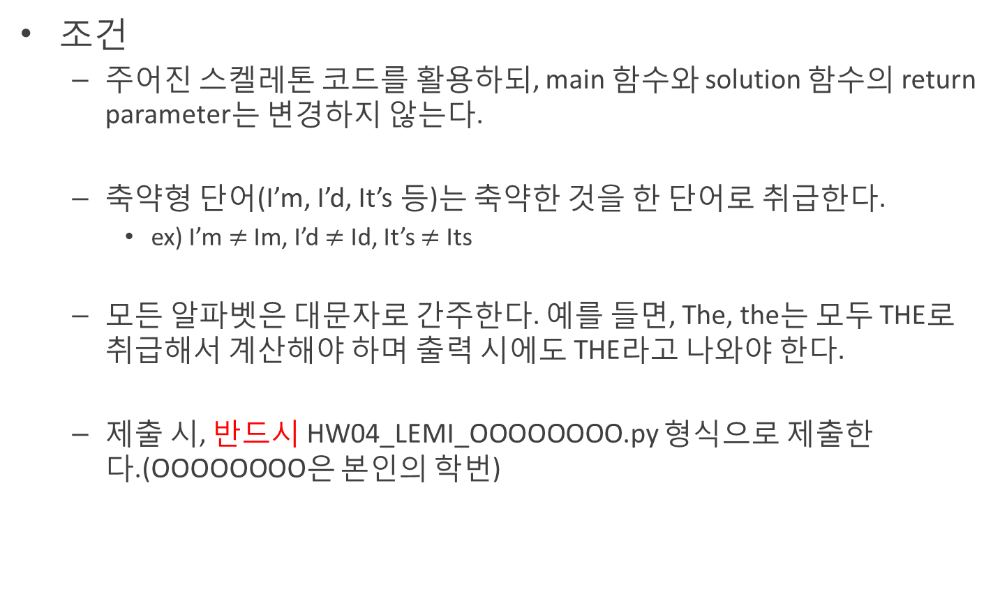 • 조건
– 주어진 스켈레톤 코드를 활용하되, main 함수와 solution 함수의 return
parameter는 변경하지 않는다.
– 축약형 단어(I’m, I’d, It’s 등)는 축약한 것을 한 단어로 취급한다.
• ex) I’m ≠ Im, I’d ≠ Id, It’s ≠ Its
– 모든 알파벳은 대문자로 간주한다. 예를 들면, The, the는 모두 THE로
취급해서 계산해야 하며 출력 시에도 THE라고 나와야 한다.
– 제출 시, 반드시 HW04_LEMI_OOOOOOOO.py 형식으로 제출한
다.(OOOOOOOO은 본인의 학번)